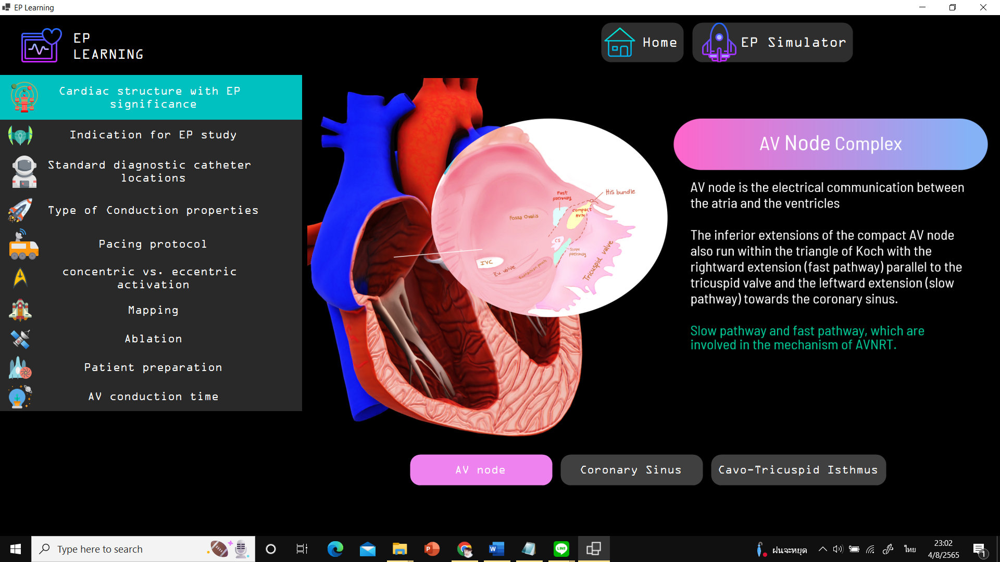 EP Learning
EP
LEARNING
Home
EP Simulator
Cardiac structure with EP
significance
Indication for EP study
Standard diagnostic catheter
locations
Type of Conduction properties
Pacing protocol
concentric vs. eccentric
activation
Mapping
Ablation
Patient preparation
AV conduction time
Fast
pathway
His bundle
Compact
AVN
Fossa Ovalis
CS
Slow
pathway
IVC
Eu valve
Eustachian pouch
Tricuspid valve
AV Node Complex
AV node is the electrical communication between
the atria and the ventricles
The inferior extensions of the compact AV node
also run within the triangle of Koch with the
rightward extension (fast pathway) parallel to the
tricuspid valve and the leftward extension (slow
pathway) towards the coronary sinus.
Slow pathway and fast pathway, which are
involved in the mechanism of AVNRT.
AV node
Coronary Sinus
Cavo-Tricuspid Isthmus
Type here to search
P
W
LINE
ฝนจะหยุด
ไทย
23:02
4/8/2565
1